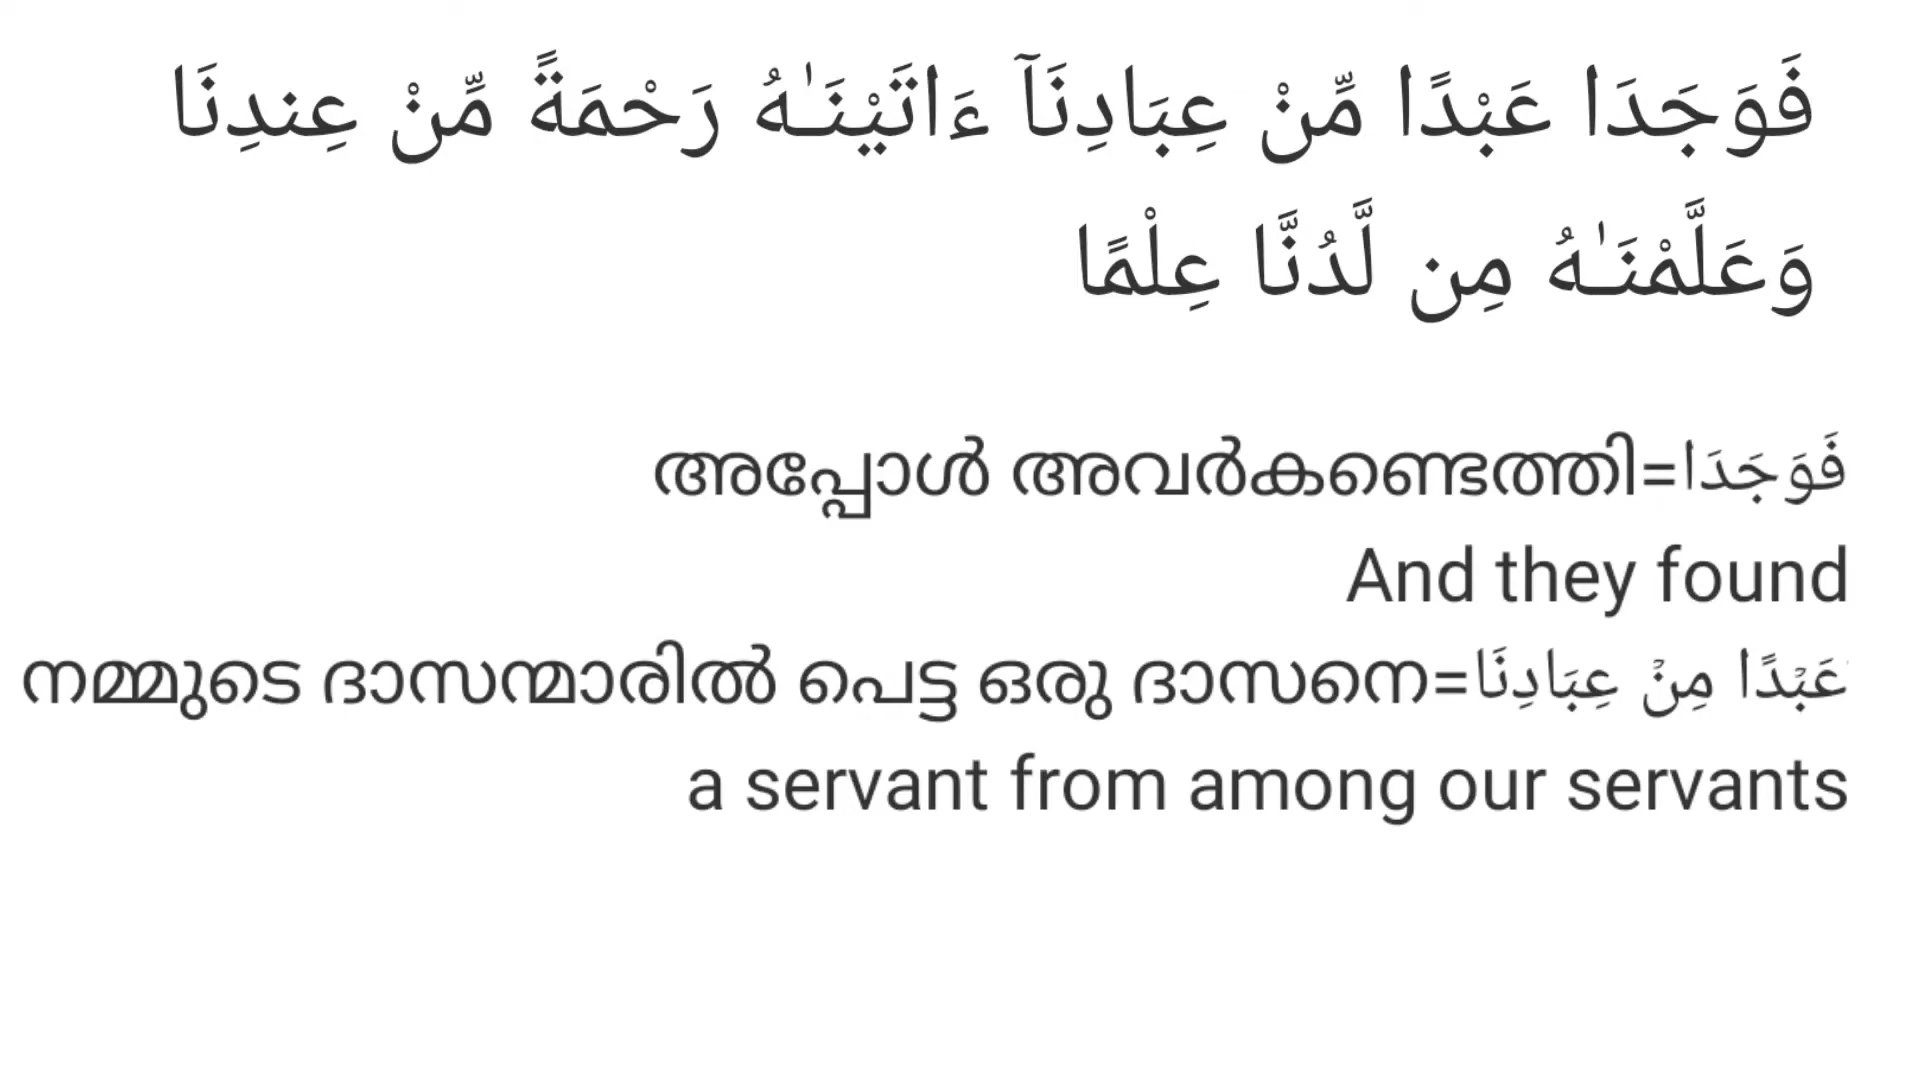 فَوَجَدَا عَبْدًا مِّنْ عِبَادِنَآ ءَاتَيْنَـٰهُ رَحْمَةً مِّنْ عِندِنَا
وَعَلَّمْنَـٰهُ مِن لَّدُنَّا عِلْمًا
فَوَجَدَا=അപ്പോൾ അവർകണ്ടെത്തി
And they found
عَبْدًا مِنْ عِبَادِنَا=നമ്മുടെ ദാസന്മാരിൽ പെട്ട ഒരു ദാസനെ
a servant from among our servants